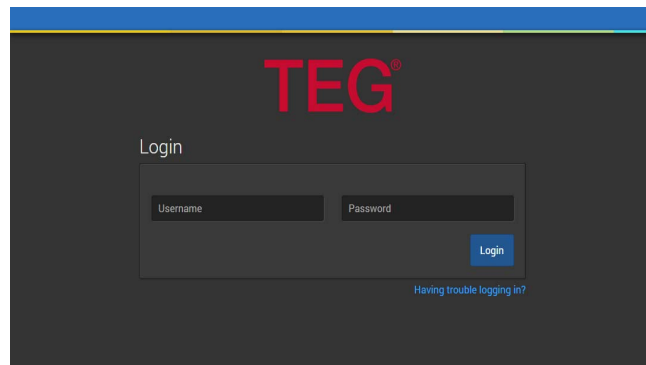 TEG®
Login
Username Password
Login
Having trouble logging in?